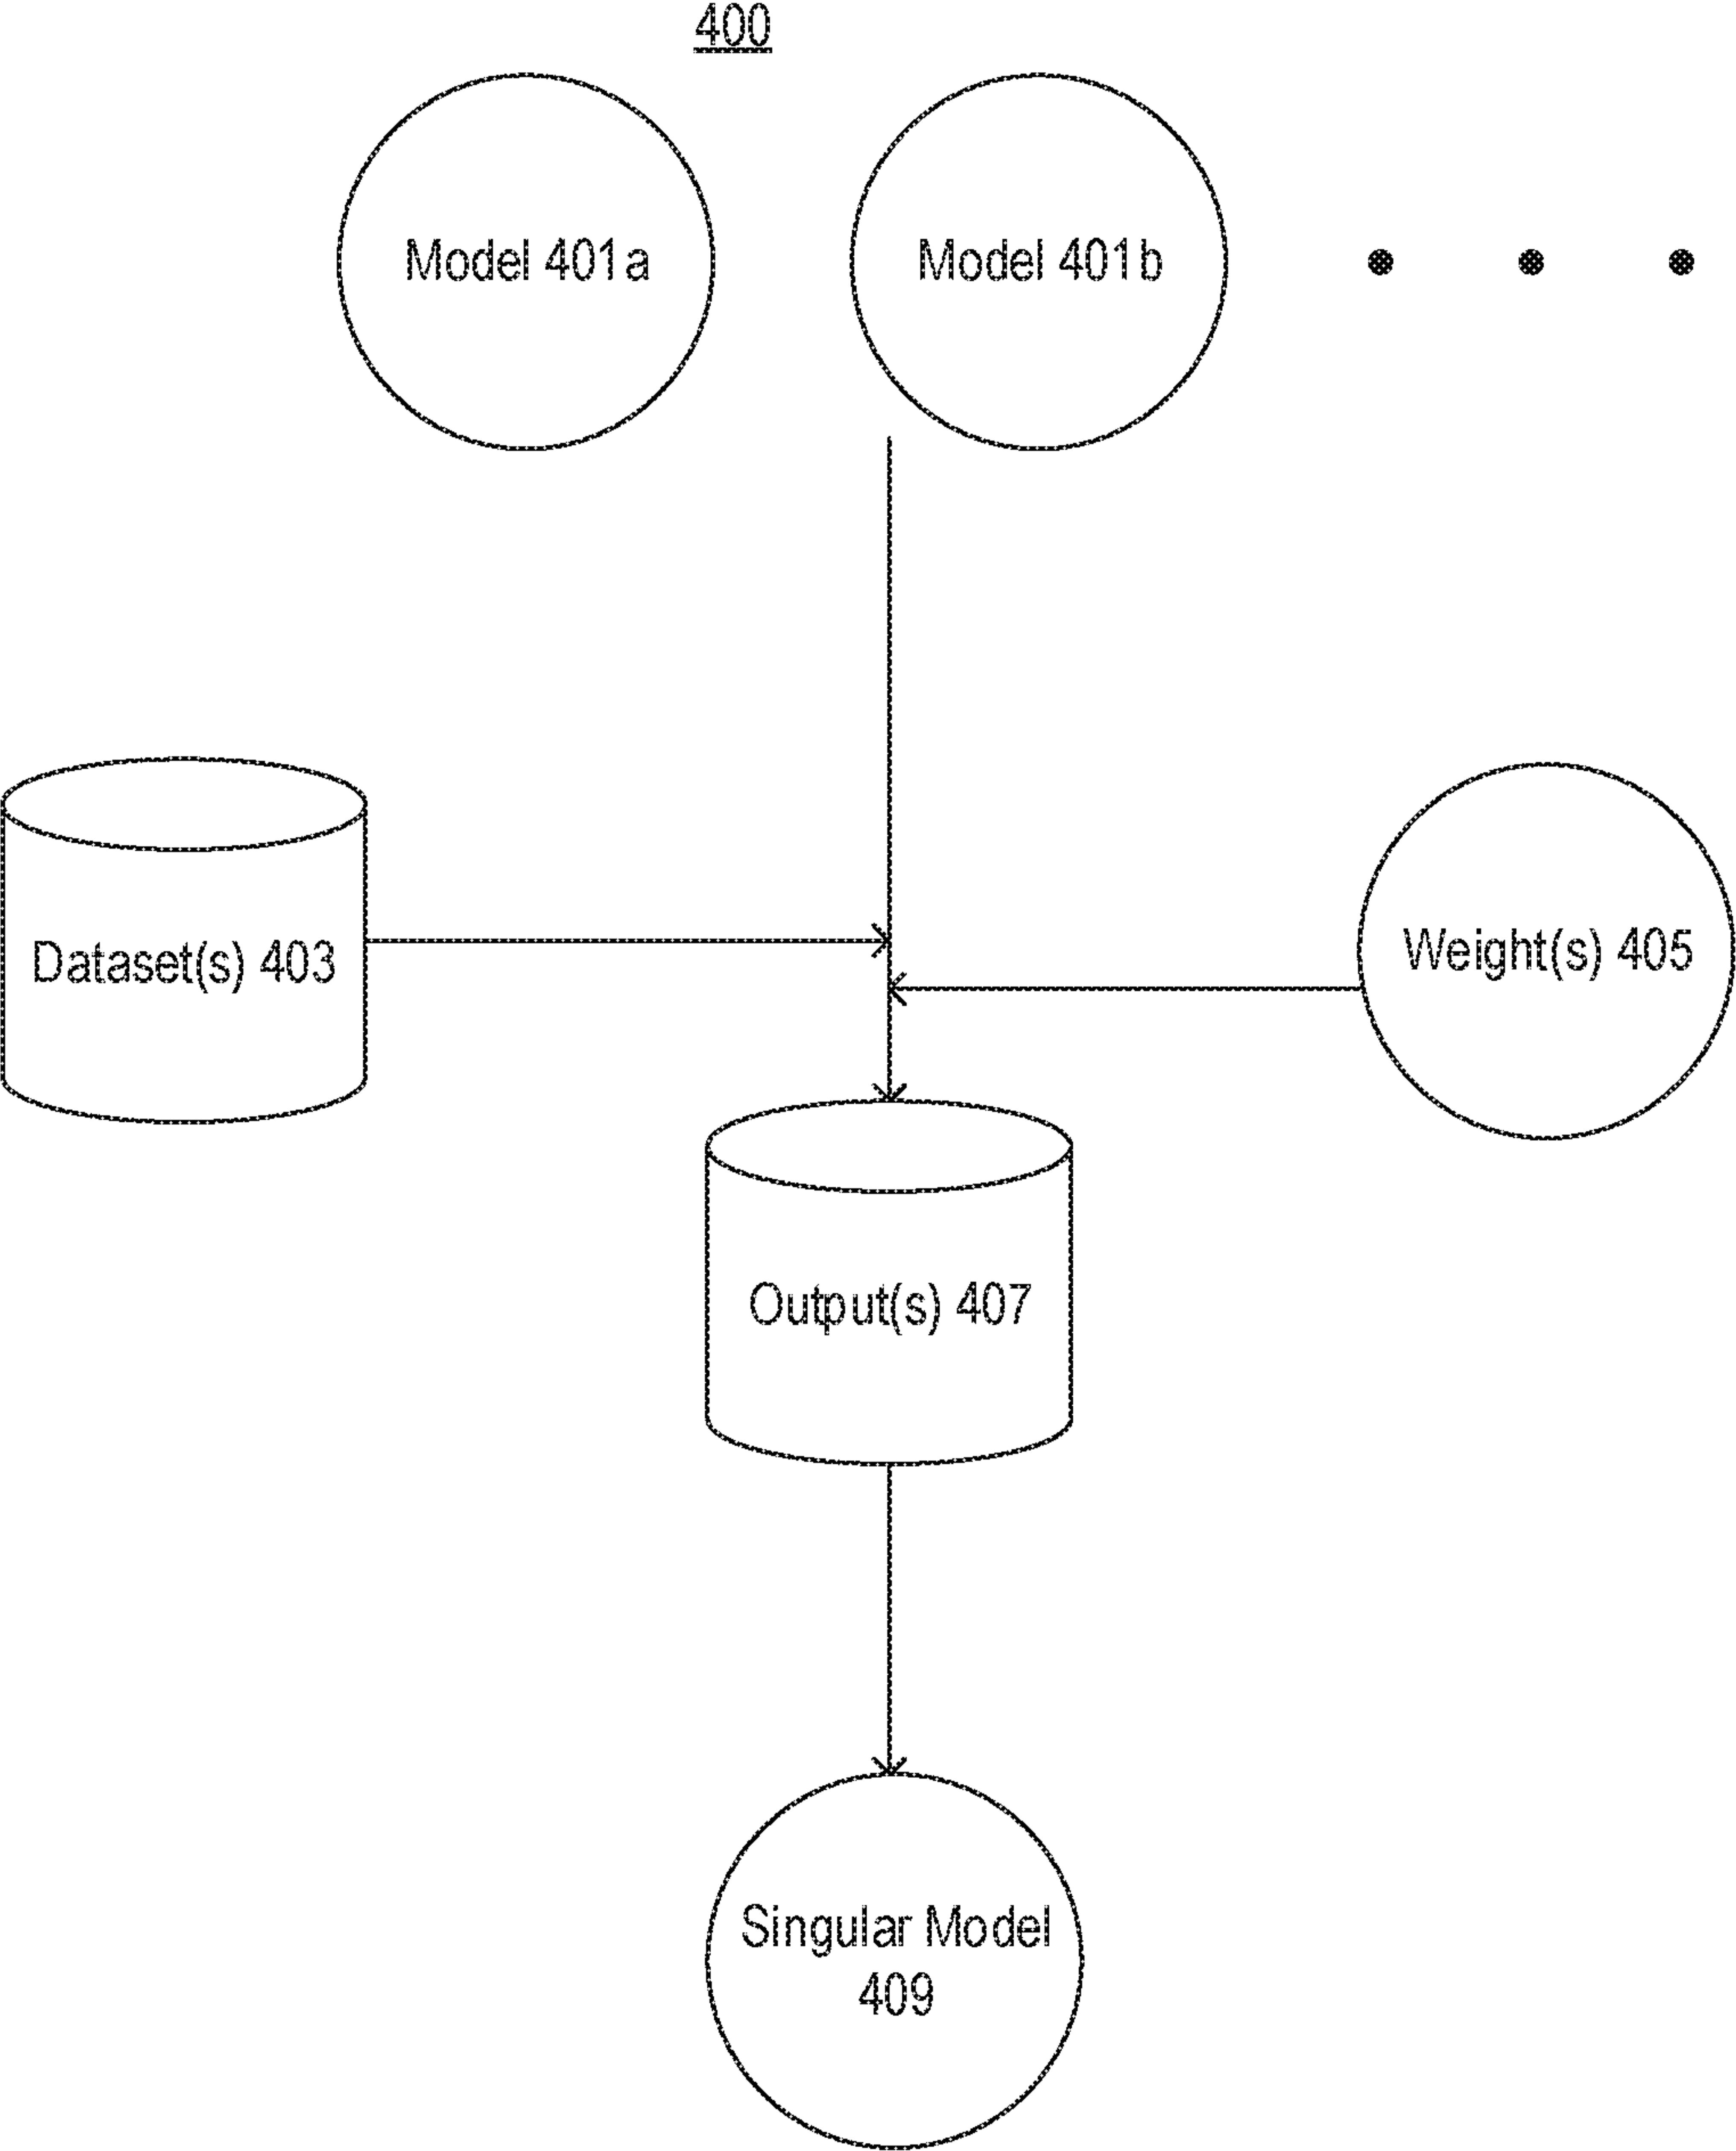 400
Model 401a
Model 401b
Dataset(s) 403
Weight(s) 405
Output(s) 407
Singular Model
409